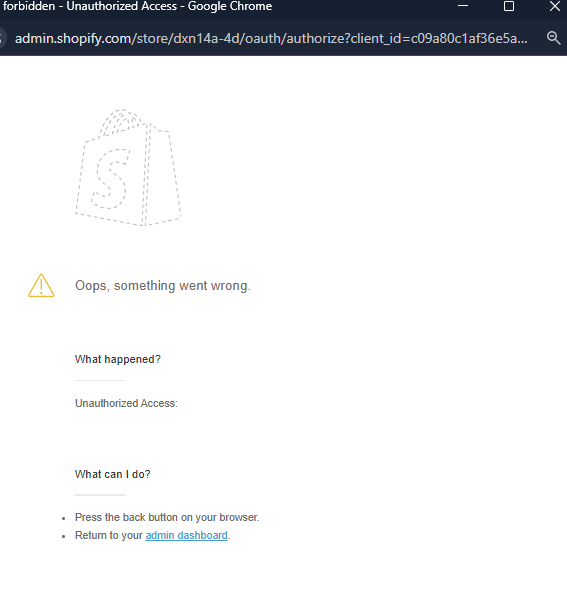 forbidden - Unauthorized Access - Google Chrome
admin.shopify.com/store/dxn14a-4d/oauth/authorize?client_id=c09a80c1af36e5a...
S
Oops, something went wrong.
What happened?
Unauthorized Access:
What can I do?
• Press the back button on your browser.
• Return to your admin dashboard.